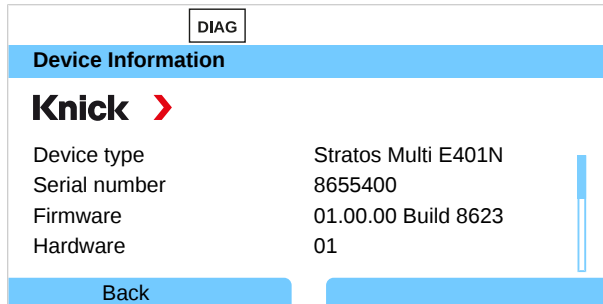 DIAG
Device Information
Knick
Device type Stratos Multi E401N
Serial number 8655400
Firmware 01.00.00 Build 8623
Hardware 01
Back